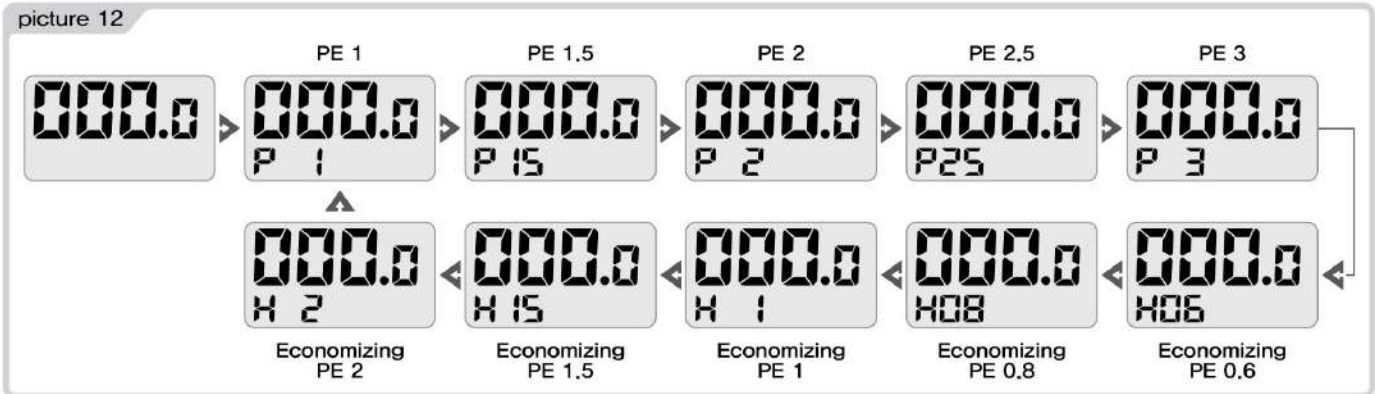 picture 12
PE 1 PE 1.5 PE 2 PE 2.5 PE 3
000.0 000.0 000.0 000.0 000.0 000.0
P 1 P15 P 2 P25 P 3
000.0 000.0 000.0 000.0 000.0
H 2 H15 H 1 H08 H06
Economizing Economizing Economizing Economizing Economizing
PE 2 PE 1.5 PE 1 PE 0.8 PE 0.6